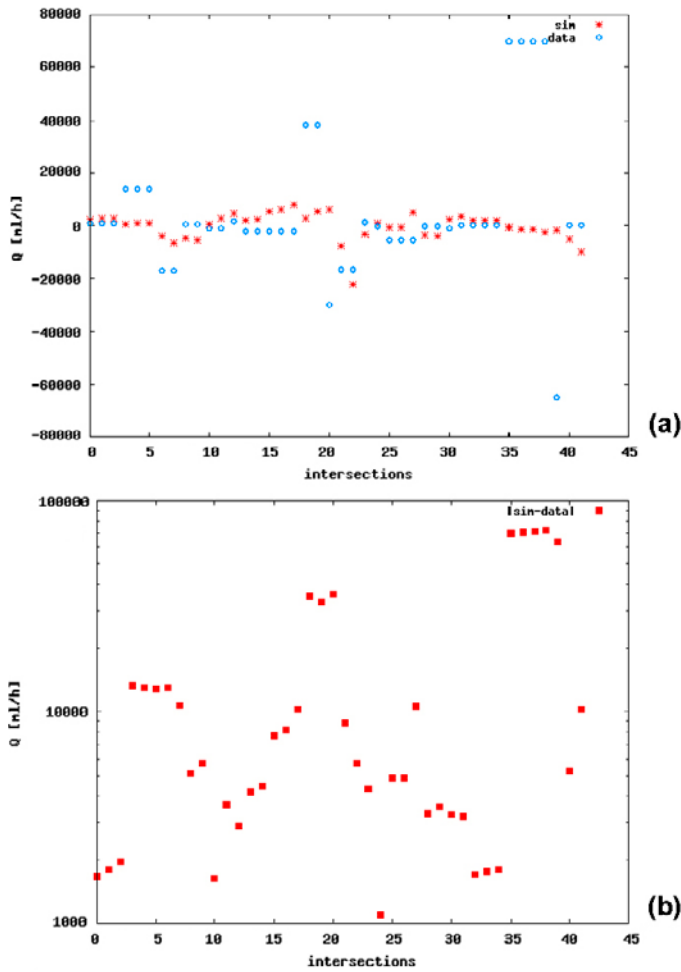 80000
60000
40000
20000
0
-20000
-40000
-60000
-80000
Q [ml/h]
sim
data
0 5 10 15 20 25 30 35 40 45
intersections
(a)
100000
10000
1000
Q [ml/h]
|sim-data|
0 5 10 15 20 25 30 35 40 45
intersections
(b)